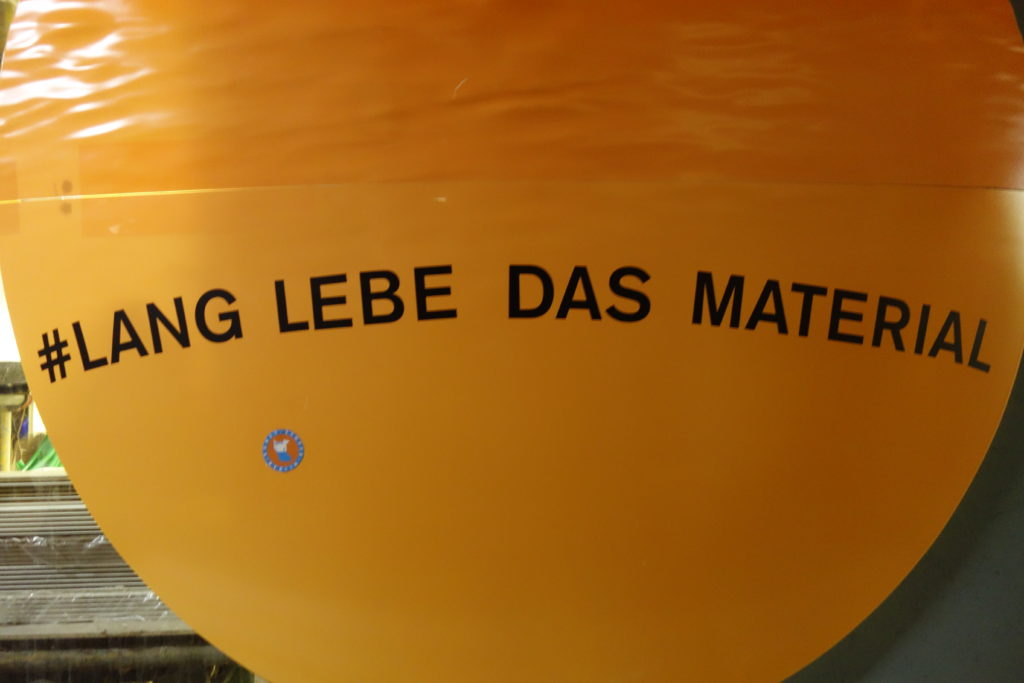 #LANG LEBE DAS MATERIAL